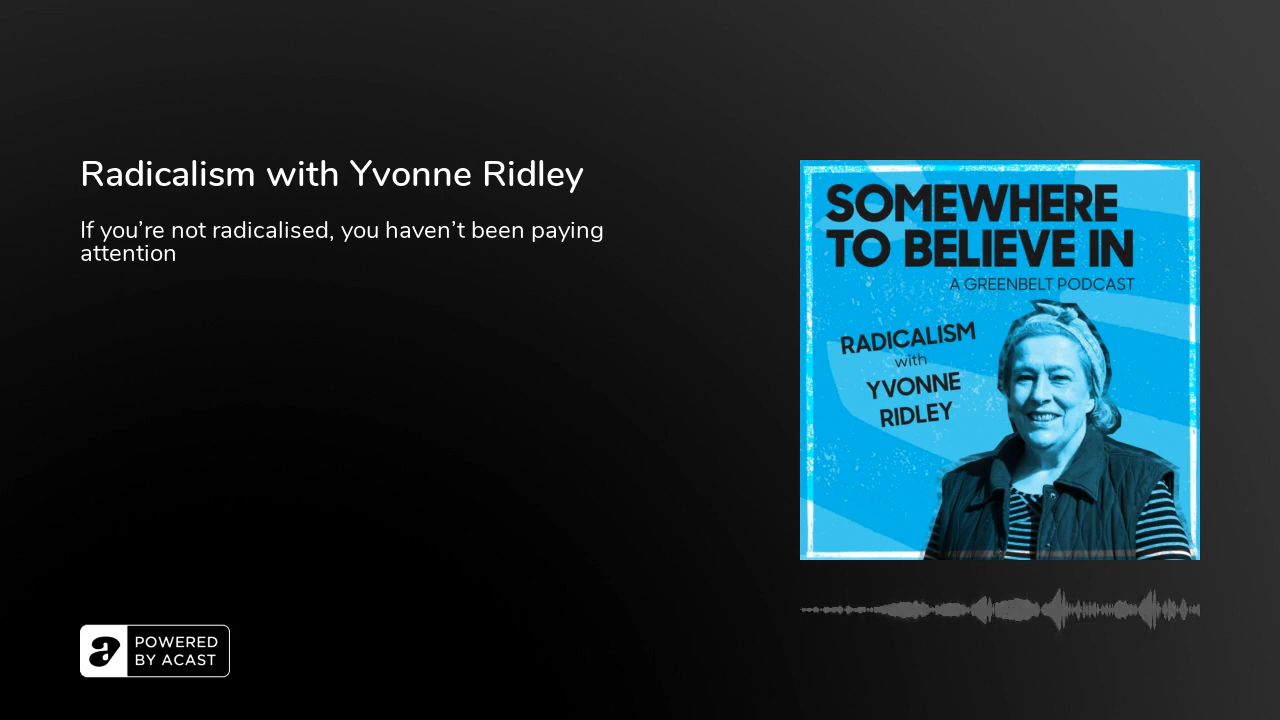 Radicalism with Yvonne Ridley
If you’re not radicalised, you haven’t been paying
attention
SOMEWHERE
TO BELIEVE IN
A GREENBELT PODCAST
RADICALISM
with
YVONNE
RIDLEY
POWERED
BY ACAST